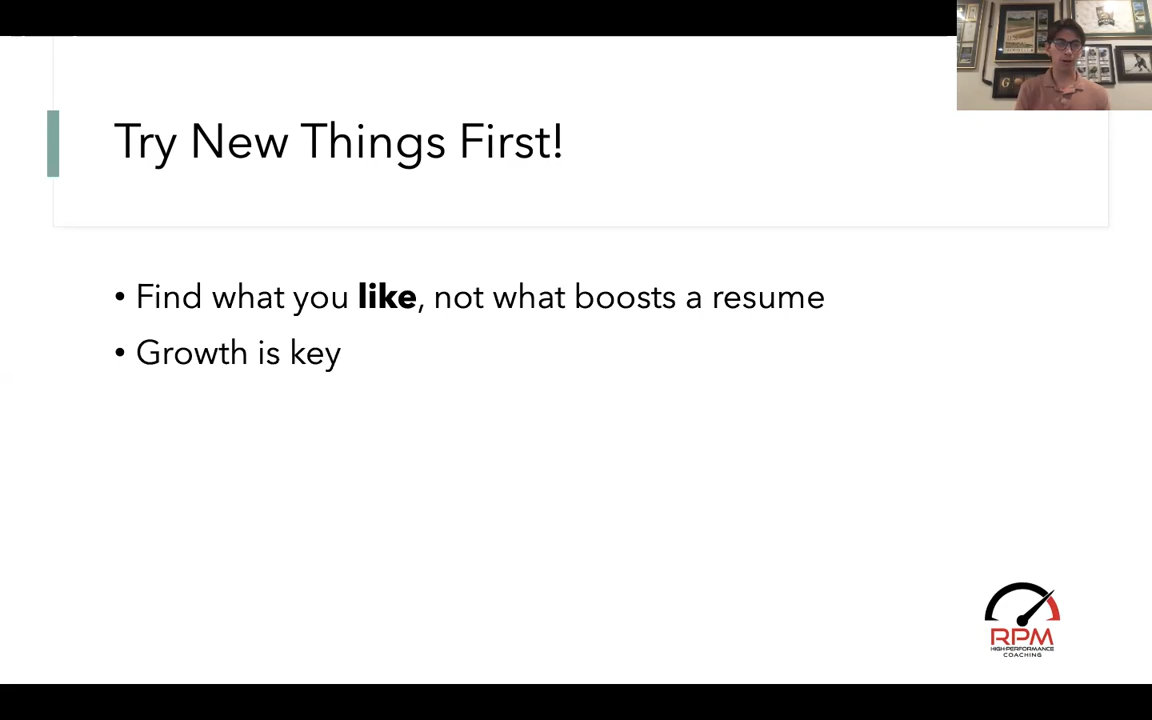 Try New Things First!
• Find what you like, not what boosts a resume
• Growth is key
RPM
HIGH-PERFORMANCE
COACHING